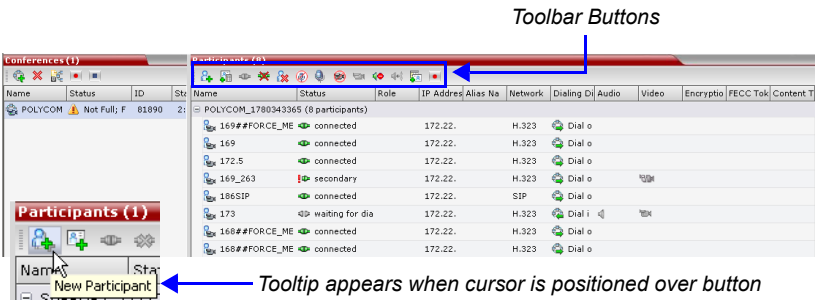 Toolbar Buttons
Conferences (1)
Participants (8)
Name Status ID Sta
Name Status Role IP Addres Alias Na Network Dialing Di Audio Video Encryptio FECC Tok Content T
POLYCOM Not Full; F 81890 2:
POLYCOM_1780343365 (8 participants)
169##FORCE_ME connected 172.22. H.323 Dial o
169 connected 172.22. H.323 Dial o
172.5 connected 172.22. H.323 Dial o
169_263 secondary 172.22. H.323 Dial o
186SIP connected 172.22. SIP Dial o
173 waiting for dia 172.22. H.323 Dial i
168##FORCE_ME connected 172.22. H.323 Dial o
168##FORCE_ME connected 172.22. H.323 Dial o
Participants (1)
Name Sta
New Participant
Tooltip appears when cursor is positioned over button